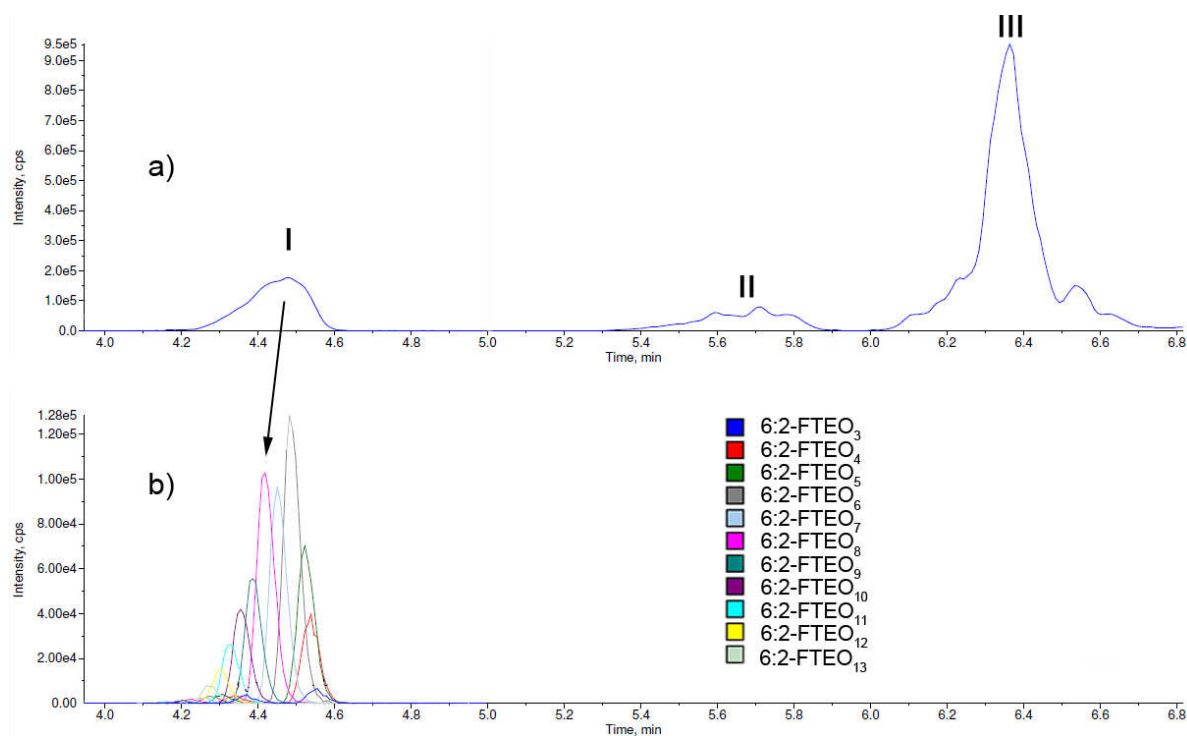 III
9.5e5
9.0e5
8.0e5
7.0e5
6.0e5
5.0e5
4.0e5
3.0e5
2.0e5
1.0e5
0.0
Intensity, cps
a)
I
II
4.0 4.2 4.4 4.6 4.8 5.0 5.2 5.4 5.6 5.8 6.0 6.2 6.4 6.6 6.8
Time, min
1.28e5
1.20e5
1.00e5
8.00e4
6.00e4
4.00e4
2.00e4
0.00
Intensity, cps
b)
6:2-FTEO3
6:2-FTEO4
6:2-FTEO5
6:2-FTEO6
6:2-FTEO7
6:2-FTEO8
6:2-FTEO9
6:2-FTEO10
6:2-FTEO11
6:2-FTEO12
6:2-FTEO13
4.0 4.2 4.4 4.6 4.8 5.0 5.2 5.4 5.6 5.8 6.0 6.2 6.4 6.6 6.8
Time, min